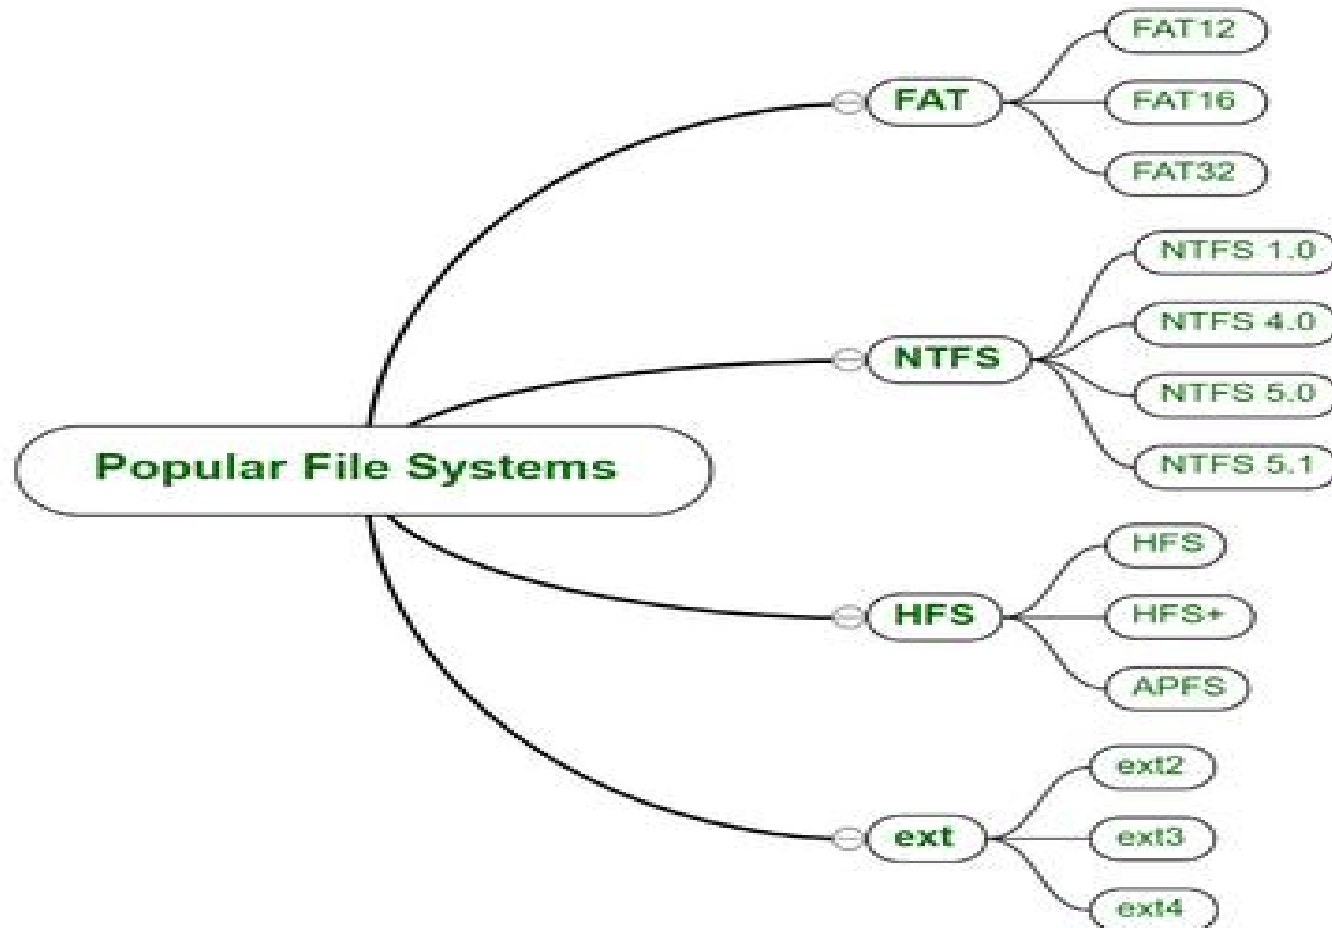 Popular File Systems
FAT
FAT12
FAT16
FAT32
NTFS
NTFS 1.0
NTFS 4.0
NTFS 5.0
NTFS 5.1
HFS
HFS
HFS+
APFS
ext
ext2
ext3
ext4